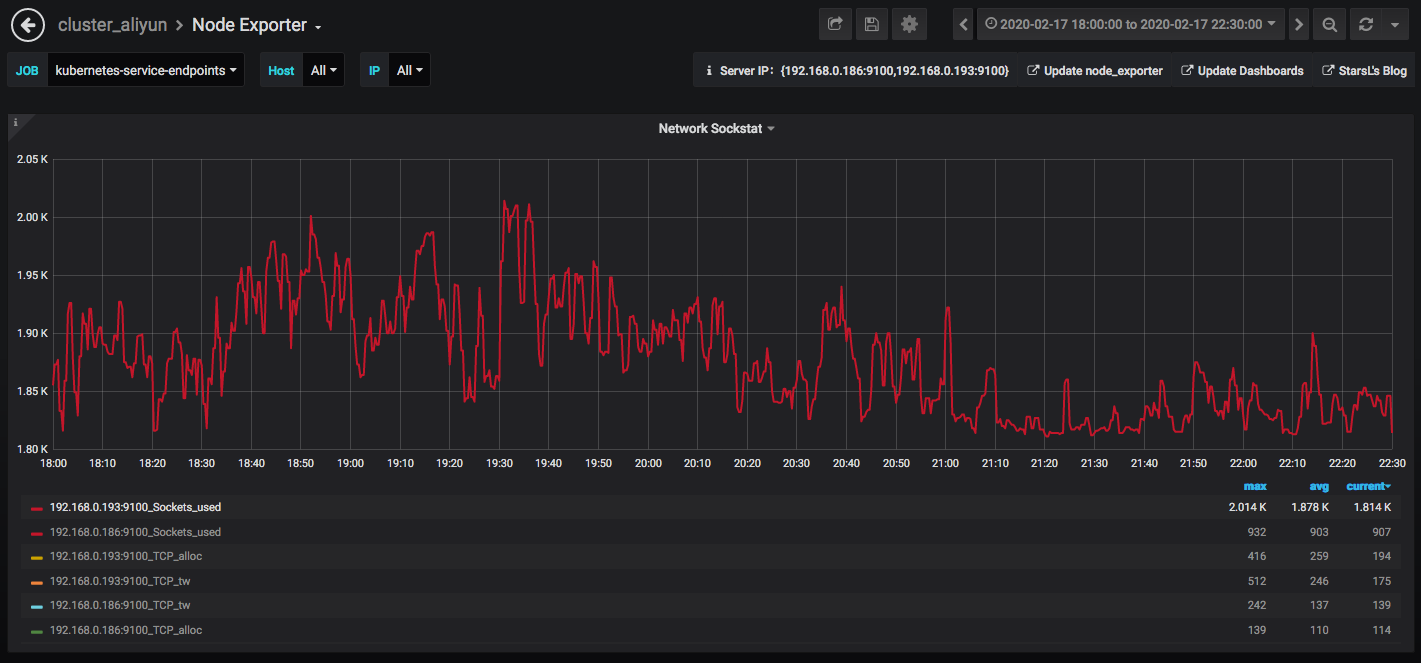 cluster_aliyun > Node Exporter
2020-02-17 18:00:00 to 2020-02-17 22:30:00
JOB kubernetes-service-endpoints Host All IP All
i Server IP：{192.168.0.186:9100,192.168.0.193:9100} Update node_exporter Update Dashboards StarsL's Blog
i
Network Sockstat
2.05 K
2.00 K
1.95 K
1.90 K
1.85 K
1.80 K
18:00 18:10 18:20 18:30 18:40 18:50 19:00 19:10 19:20 19:30 19:40 19:50 20:00 20:10 20:20 20:30 20:40 20:50 21:00 21:10 21:20 21:30 21:40 21:50 22:00 22:10 22:20 22:30
max avg current
192.168.0.193:9100_Sockets_used 2.014 K 1.878 K 1.814 K
192.168.0.186:9100_Sockets_used 932 903 907
192.168.0.193:9100_TCP_alloc 416 259 194
192.168.0.193:9100_TCP_tw 512 246 175
192.168.0.186:9100_TCP_tw 242 137 139
192.168.0.186:9100_TCP_alloc 139 110 114